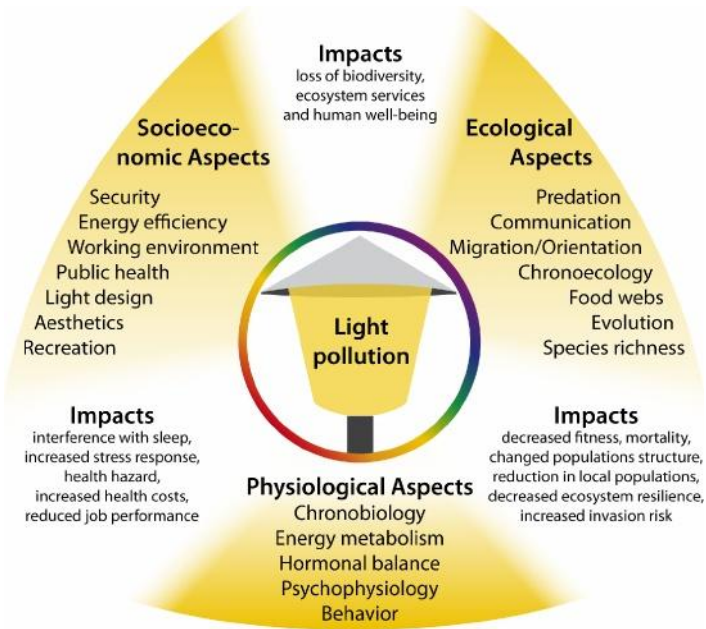 Impacts
loss of biodiversity,
ecosystem services
and human well-being
Socioeco-
nomic Aspects
Security
Energy efficiency
Working environment
Public health
Light design
Aesthetics
Recreation
Ecological
Aspects
Predation
Communication
Migration/Orientation
Chronoecology
Food webs
Evolution
Species richness
Light
pollution
Impacts
interference with sleep,
increased stress response,
health hazard,
increased health costs,
reduced job performance
Physiological Aspects
Chronobiology
Energy metabolism
Hormonal balance
Psychophysiology
Behavior
Impacts
decreased fitness, mortality,
changed populations structure,
reduction in local populations,
decreased ecosystem resilience,
increased invasion risk